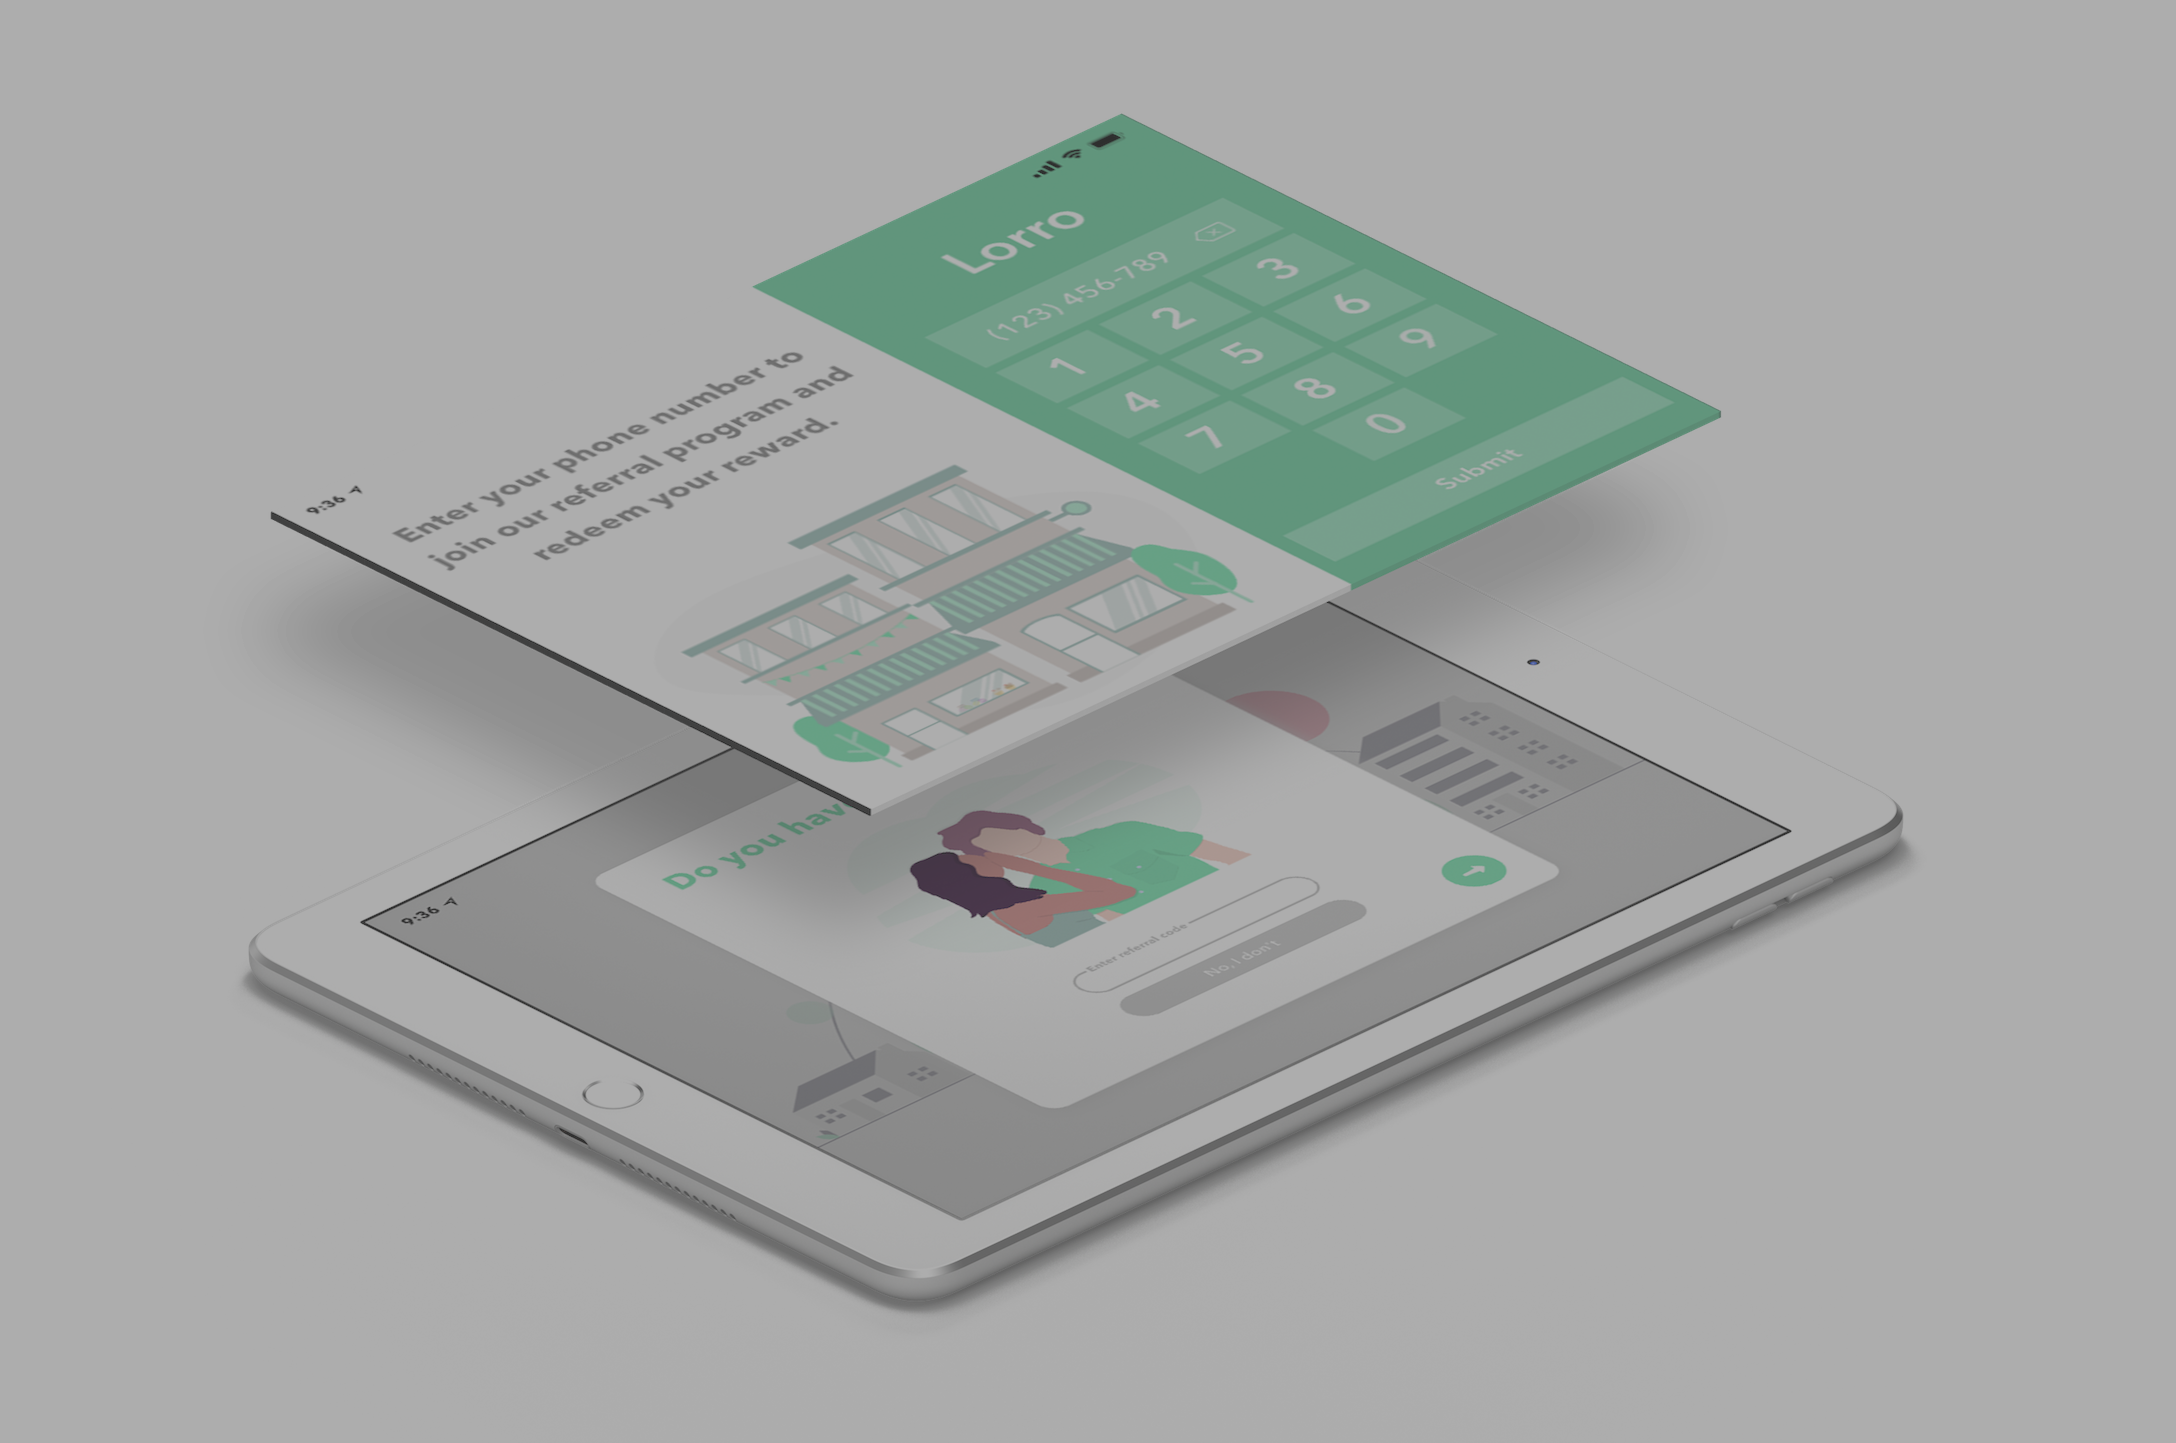 9:36
Enter your phone number to
join our referral program and
redeem your reward.
Lorro
(123) 456-789
1 2 3
4 5 6
7 8 9
0
Submit
9:36
Do you hav
Enter referral code
No, I don't